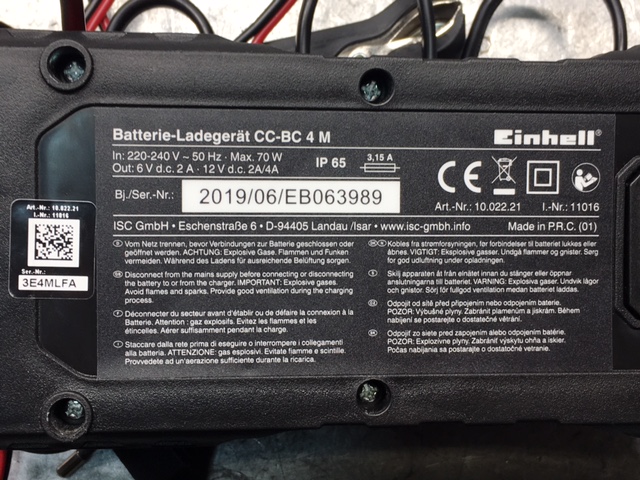 Batterie-Ladegerät CC-BC 4 M
Einhell®
In: 220-240 V ~ 50 Hz · Max. 70 W
Out: 6 V d.c. 2 A · 12 V d.c. 2A/4A
IP 65
3,15 A
CE
Bj./Ser.-Nr.: 2019/06/EB063989
Art.-Nr.: 10.022.21 I.-Nr.: 11016
ISC GmbH · Eschenstraße 6 · D-94405 Landau /Isar · www.isc-gmbh.info Made in P.R.C. (01)
Vom Netz trennen, bevor Verbindungen zur Batterie geschlossen oder
geöffnet werden. ACHTUNG: Explosive Gase. Flammen und Funken
vermeiden. Während des Ladens für ausreichende Belüftung sorgen.
Disconnect from the mains supply before connecting or disconnecting
the battery to or from the charger. IMPORTANT: Explosive gases.
Avoid flames and sparks. Provide good ventilation during the charging
process.
Déconnecter du secteur avant d'établir ou de défaire la connexion à la
Batterie. Attention : gaz explosifs. Evitez les flammes et les
étincelles. Aérer suffisamment pendant la charge.
Staccare dalla rete prima di eseguire o interrompere i collegamenti
alla batteria. ATTENZIONE: gas esplosivi. Evitate fiamme e scintille.
Provvedete ad un'aerazione sufficiente durante la ricarica.
Kobles fra stremforsyningen, før forbindelser til batteriet lukkes eller
åbnes. VIGTIGT: Eksplosive gasser. Undgå flammer og gnister. Sørg
for god udluftning under opladningen.
Skilj apparaten åt från elnätet innan du stänger eller öppnar
ansutningarna till batteriet. VARNING: Explosiva gaser. Undvik lågor
och gnistor. Sörj för fullgod ventilation medan batteriet laddas
Odpojit od sítě před připojením nebo odpojením baterie.
POZOR: Výbušné plyny. Zabránit plamenům a jiskrám. Během
nabíjení se postarejte o dostatečné větrání.
Odpojiť zo siete pred zapojením alebo odpojením batérie.
POZOR: Explozívne plyny. Zabrániť výskytu ohňa a iskier.
Počas nabíjania sa postarajte o dostatočné vetranie.
Art.-Nr.: 10.022.21
I.-Nr.: 11016
Ser.-Nr.:
3E4MLFA